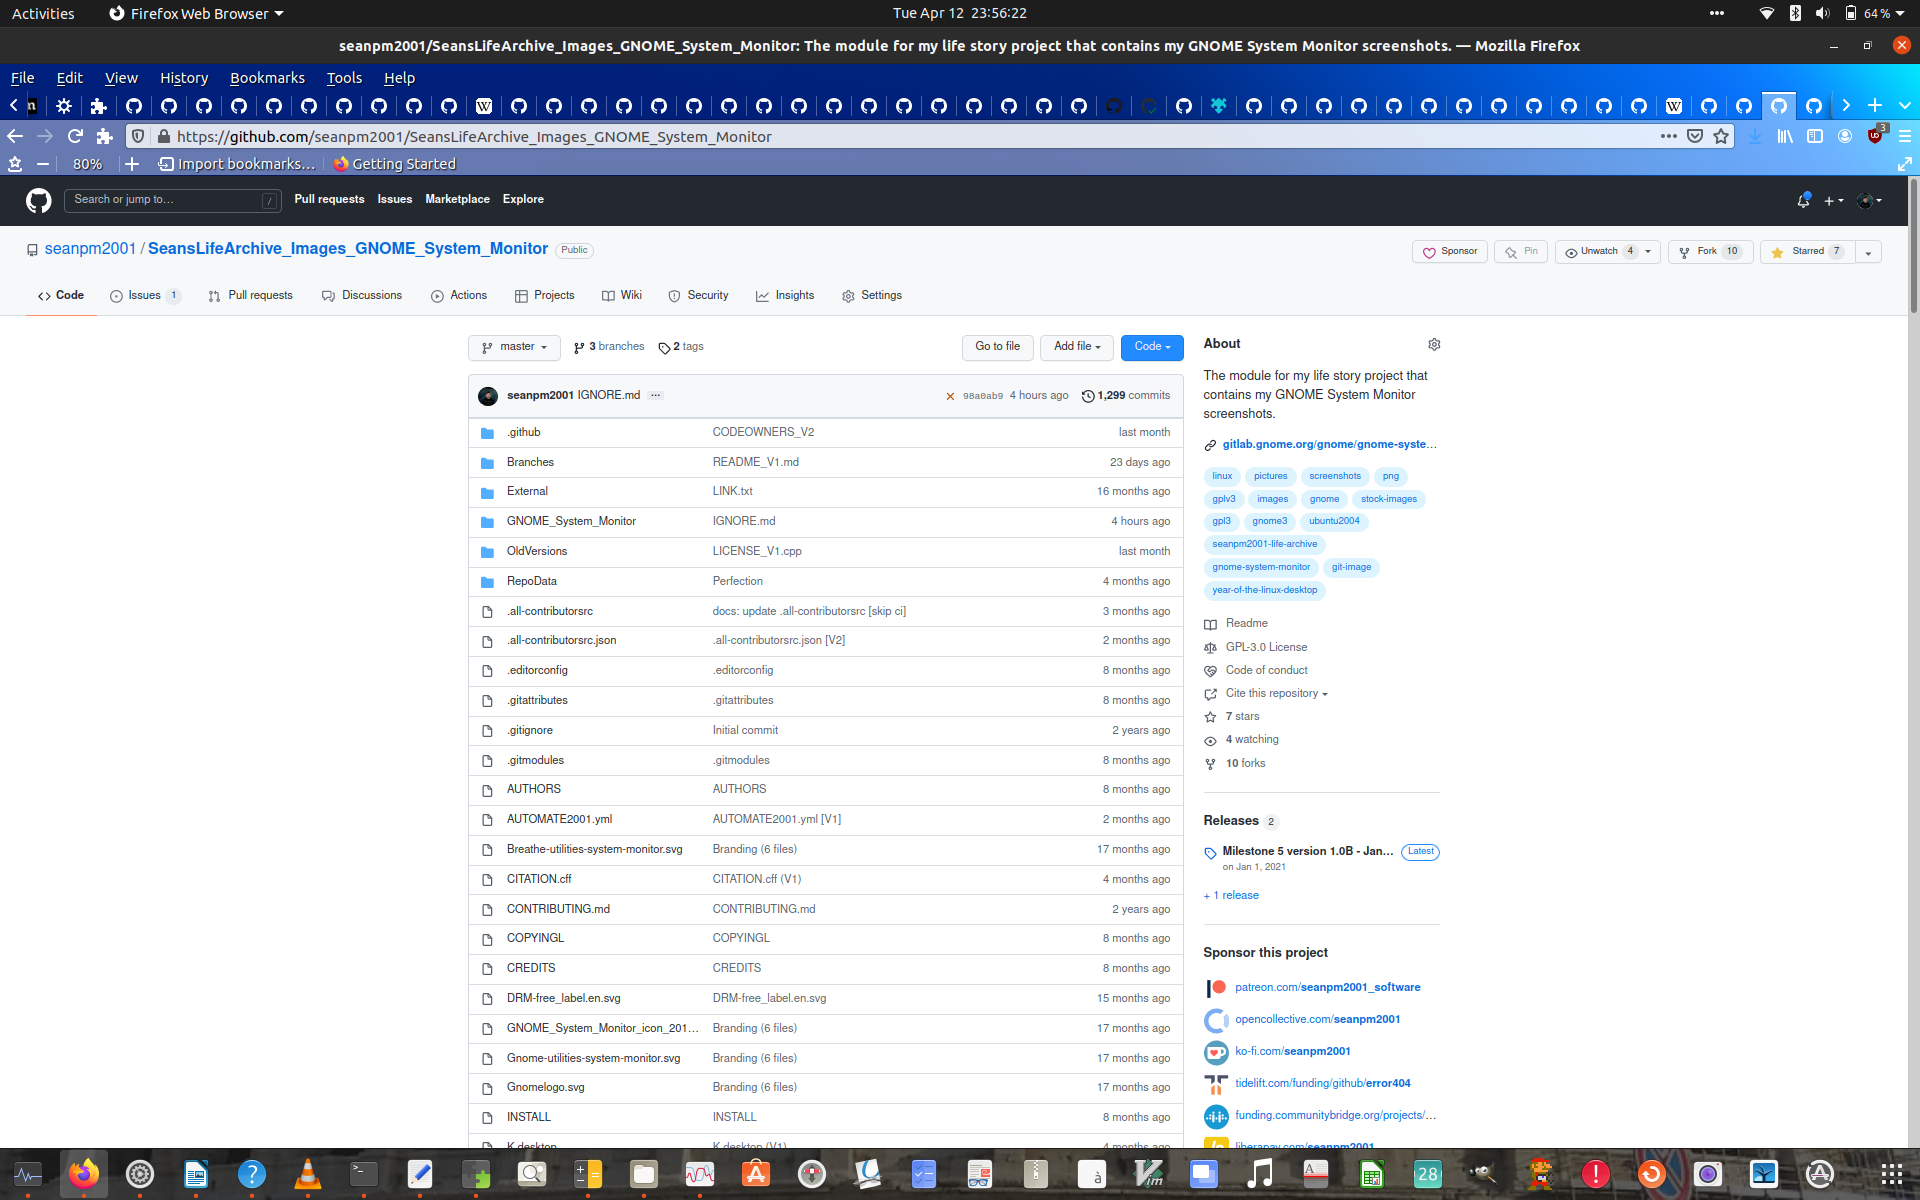 Activities Firefox Web Browser Tue Apr 12 23:56:22 64 %
seanpm2001/SeansLifeArchive_Images_GNOME_System_Monitor: The module for my life story project that contains my GNOME System Monitor screenshots. — Mozilla Firefox
File Edit View History Bookmarks Tools Help
https://github.com/seanpm2001/SeansLifeArchive_Images_GNOME_System_Monitor 3
80% Import bookmarks… Getting Started
Search or jump to… / Pull requests Issues Marketplace Explore
seanpm2001 / SeansLifeArchive_Images_GNOME_System_Monitor Public
Sponsor Pin Unwatch 4 Fork 10 Starred 7
Code Issues 1 Pull requests Discussions Actions Projects Wiki Security Insights Settings
master 3 branches 2 tags Go to file Add file Code
seanpm2001 IGNORE.md … 98a0ab9 4 hours ago 1,299 commits
.github CODEOWNERS_V2 last month
Branches README_V1.md 23 days ago
External LINK.txt 16 months ago
GNOME_System_Monitor IGNORE.md 4 hours ago
OldVersions LICENSE_V1.cpp last month
RepoData Perfection 4 months ago
.all-contributorsrc docs: update .all-contributorsrc [skip ci] 3 months ago
.all-contributorsrc.json .all-contributorsrc.json [V2] 2 months ago
.editorconfig .editorconfig 8 months ago
.gitattributes .gitattributes 8 months ago
.gitignore Initial commit 2 years ago
.gitmodules .gitmodules 8 months ago
AUTHORS AUTHORS 8 months ago
AUTOMATE2001.yml AUTOMATE2001.yml [V1] 2 months ago
Breathe-utilities-system-monitor.svg Branding (6 files) 17 months ago
CITATION.cff CITATION.cff (V1) 4 months ago
CONTRIBUTING.md CONTRIBUTING.md 2 years ago
COPYINGL COPYINGL 8 months ago
CREDITS CREDITS 8 months ago
DRM-free_label.en.svg DRM-free_label.en.svg 15 months ago
GNOME_System_Monitor_icon_201… Branding (6 files) 17 months ago
Gnome-utilities-system-monitor.svg Branding (6 files) 17 months ago
Gnomelogo.svg Branding (6 files) 17 months ago
INSTALL INSTALL 8 months ago
K.desktop K.desktop (V1) 4 months ago
About
The module for my life story project that
contains my GNOME System Monitor
screenshots.
gitlab.gnome.org/gnome/gnome-syste…
linux pictures screenshots png
gplv3 images gnome stock-images
gpl3 gnome3 ubuntu2004
seanpm2001-life-archive
gnome-system-monitor git-image
year-of-the-linux-desktop
Readme
GPL-3.0 License
Code of conduct
Cite this repository
7 stars
4 watching
10 forks
Releases 2
Milestone 5 version 1.0B - Jan… Latest
on Jan 1, 2021
+ 1 release
Sponsor this project
patreon.com/seanpm2001_software
opencollective.com/seanpm2001
ko-fi.com/seanpm2001
tidelift.com/funding/github/error404
funding.communitybridge.org/projects/…
liberapay.com/seanpm2001
28